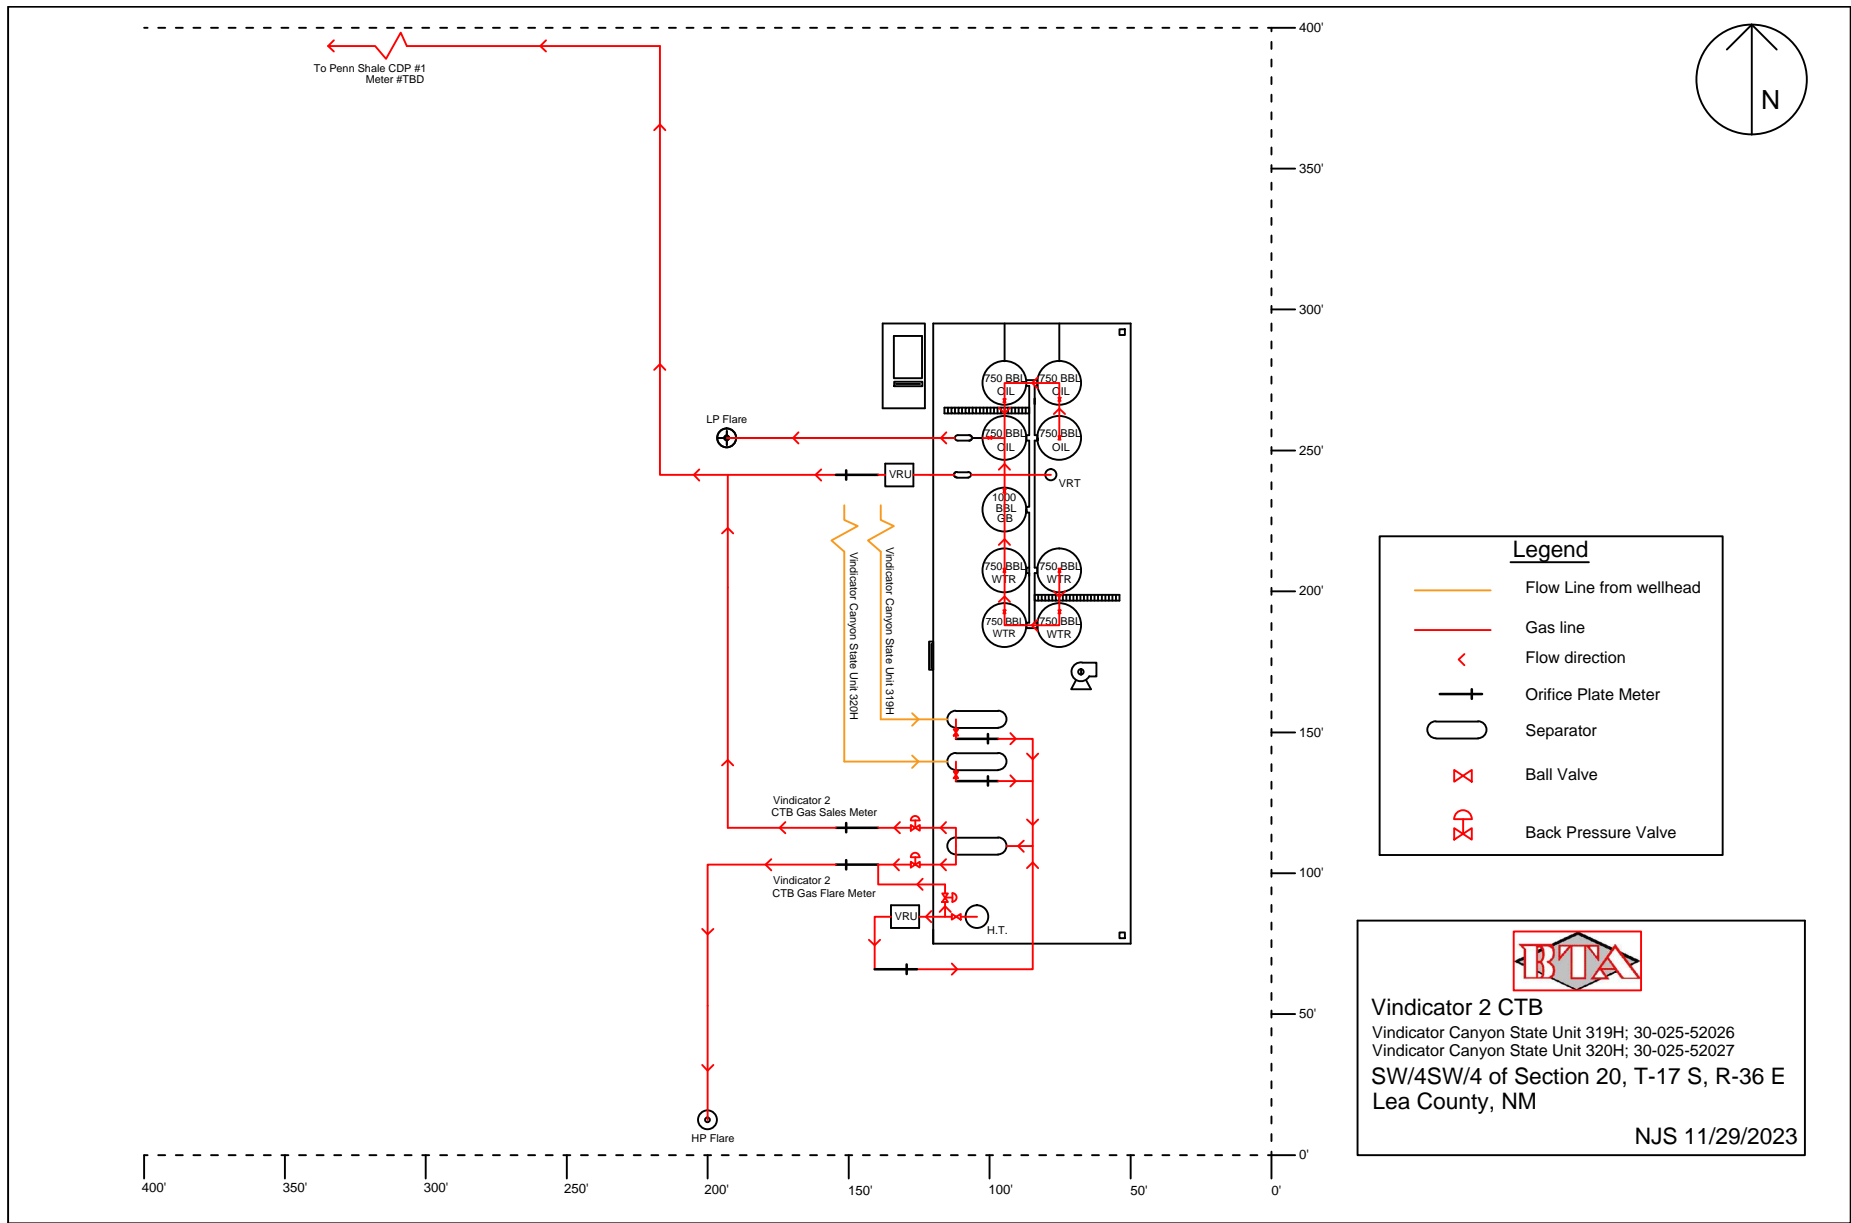 400'
To Penn Shale CDP #1
Meter #TBD
N
350'
300'
750 BBL
OIL
750 BBL
OIL
LP Flare
750 BBL
OIL
750 BBL
OIL
250'
VRU
VRT
1000
BBL
GB
Vindicator Canyon State Unit 320H
Vindicator Canyon State Unit 319H
750 BBL
WTR
750 BBL
WTR
200'
750 BBL
WTR
750 BBL
WTR
150'
Vindicator 2
CTB Gas Sales Meter
100'
Vindicator 2
CTB Gas Flare Meter
VRU
H.T.
50'
HP Flare
0'
400'
350'
300'
250'
200'
150'
100'
50'
0'
Legend
Flow Line from wellhead
Gas line
Flow direction
Orifice Plate Meter
Separator
Ball Valve
Back Pressure Valve
BTA
Vindicator 2 CTB
Vindicator Canyon State Unit 319H; 30-025-52026
Vindicator Canyon State Unit 320H; 30-025-52027
SW/4SW/4 of Section 20, T-17 S, R-36 E
Lea County, NM
NJS 11/29/2023